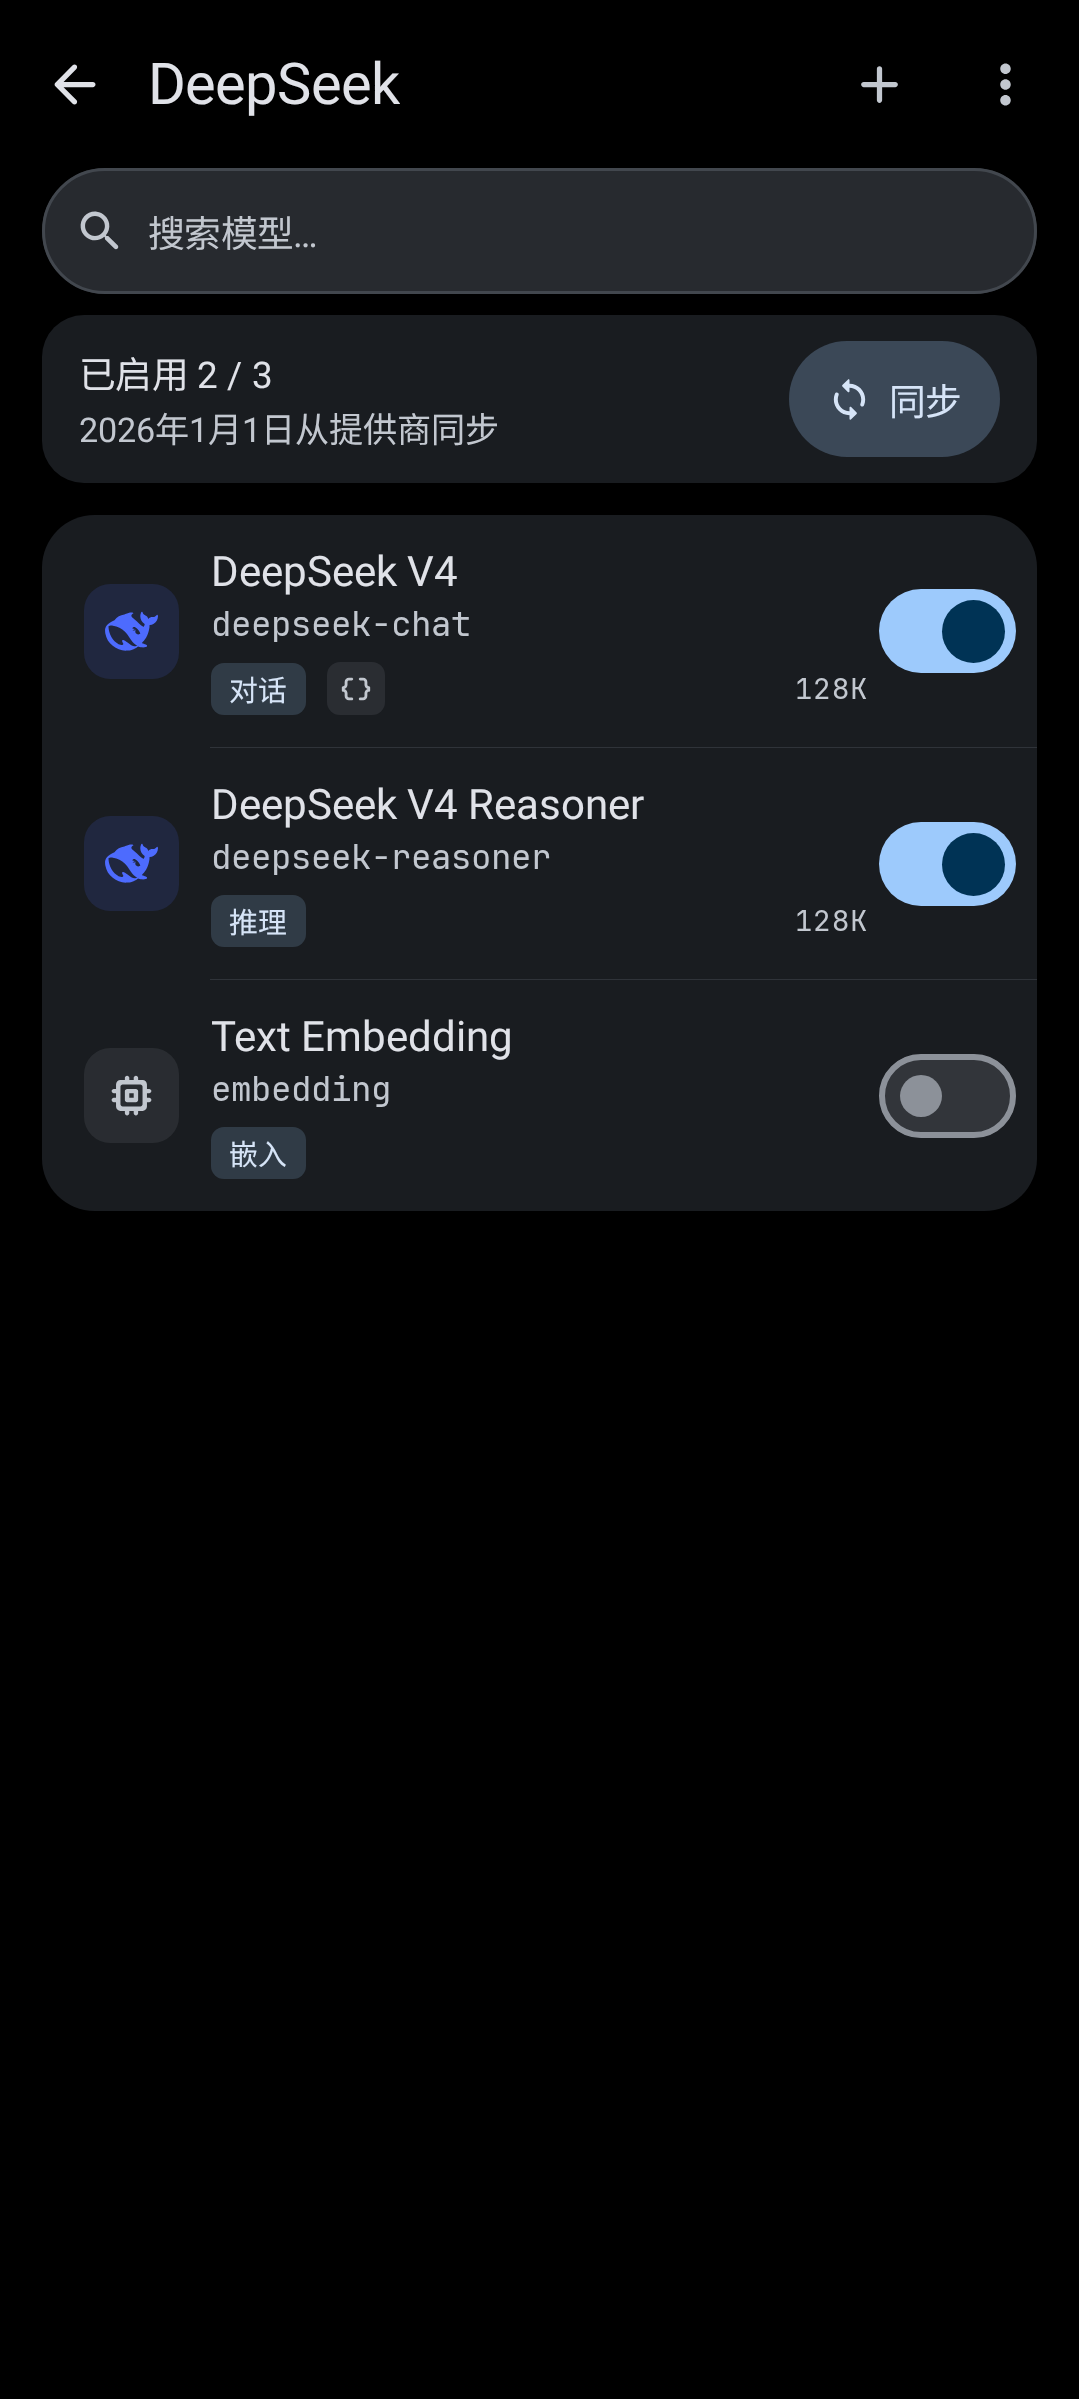 DeepSeek
搜索模型...
已启用 2 / 3
同步
2026年1月1日从提供商同步
DeepSeek V4
deepseek-chat
对话 {}
128K
DeepSeek V4 Reasoner
deepseek-reasoner
推理
128K
Text Embedding
embedding
嵌入